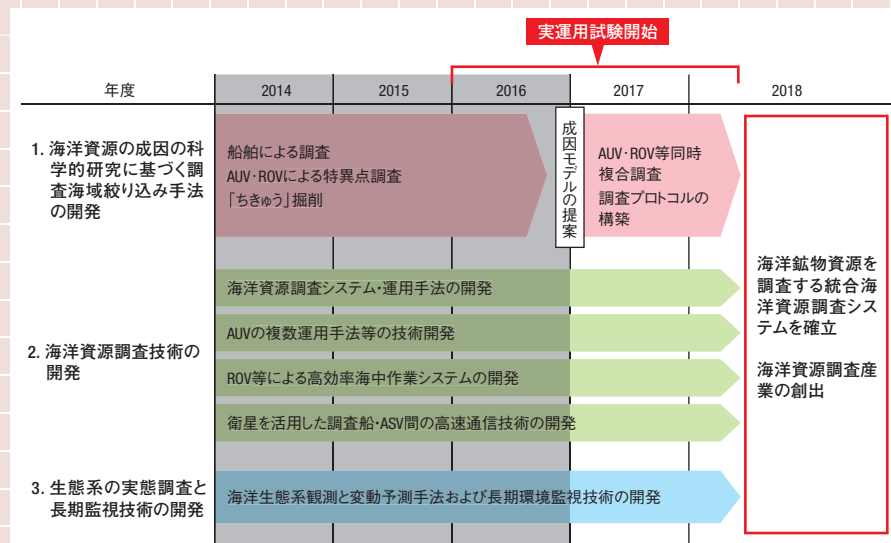 実運用試験開始
年度 2014 2015 2016 2017 2018
1. 海洋資源の成因の科
学的研究に基づく調
査海域絞り込み手法
の開発
船舶による調査
AUV・ROVによる特異点調査
「ちきゅう」掘削
成因モデルの提案
AUV・ROV等同時
複合調査
調査プロトコルの
構築
2. 海洋資源調査技術の
開発
海洋資源調査システム・運用手法の開発
AUVの複数運用手法等の技術開発
ROV等による高効率海中作業システムの開発
衛星を活用した調査船・ASV間の高速通信技術の開発
3. 生態系の実態調査と
長期監視技術の開発
海洋生態系観測と変動予測手法および長期環境監視技術の開発
海洋鉱物資源を
調査する統合海
洋資源調査シス
テムを確立
海洋資源調査産
業の創出